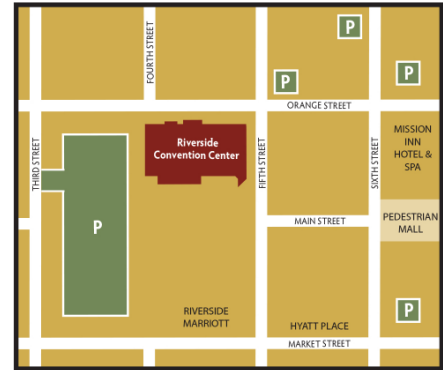 P
FOURTH STREET
P
P
ORANGE STREET
Riverside
Convention Center
MISSION
INN
HOTEL &
SPA
THIRD STREET
FIFTH STREET
SIXTH STREET
P
MAIN STREET
PEDESTRIAN
MALL
RIVERSIDE
MARRIOTT
P
HYATT PLACE
MARKET STREET